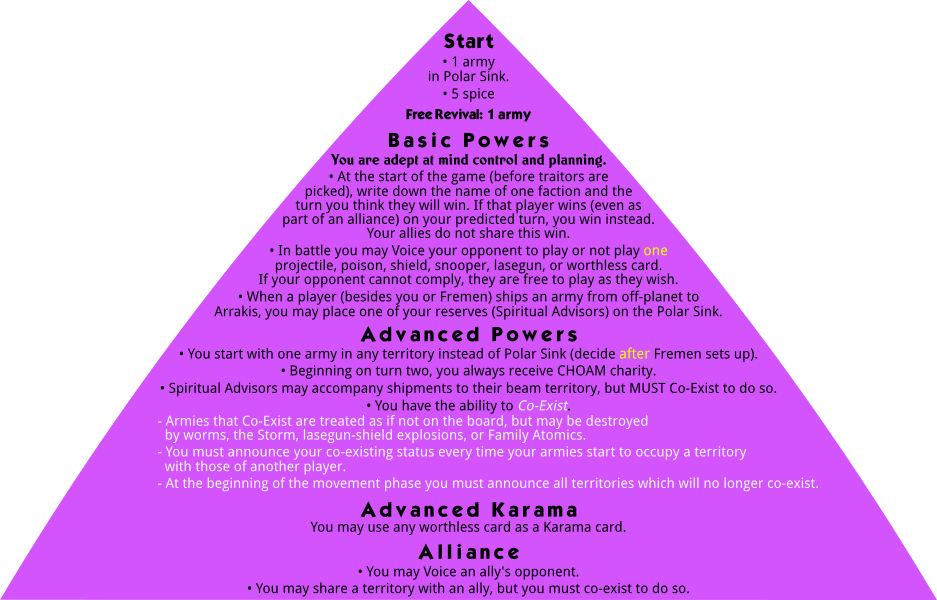 Start
• 1 army
in Polar Sink.
• 5 spice
Free Revival: 1 army
Basic Powers
You are adept at mind control and planning.
• At the start of the game (before traitors are
picked), write down the name of one faction and the
turn you think they will win. If that player wins (even as
part of an alliance) on your predicted turn, you win instead.
Your allies do not share this win.
• In battle you may Voice your opponent to play or not play one
projectile, poison, shield, snooper, lasegun, or worthless card.
If your opponent cannot comply, they are free to play as they wish.
• When a player (besides you or Fremen) ships an army from off-planet to
Arrakis, you may place one of your reserves (Spiritual Advisors) on the Polar Sink.
Advanced Powers
• You start with one army in any territory instead of Polar Sink (decide after Fremen sets up).
• Beginning on turn two, you always receive CHOAM charity.
• Spiritual Advisors may accompany shipments to their beam territory, but MUST Co-Exist to do so.
• You have the ability to Co-Exist.
- Armies that Co-Exist are treated as if not on the board, but may be destroyed
by worms, the Storm, lasegun-shield explosions, or Family Atomics.
- You must announce your co-existing status every time your armies start to occupy a territory
with those of another player.
- At the beginning of the movement phase you must announce all territories which will no longer co-exist.
Advanced Karama
You may use any worthless card as a Karama card.
Alliance
• You may Voice an ally's opponent.
• You may share a territory with an ally, but you must co-exist to do so.